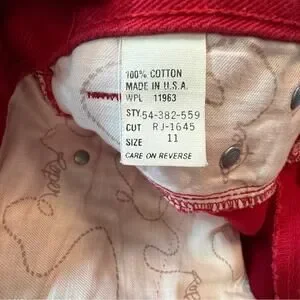 100% COTTON
MADE IN U.S.A.
WPL 11963
STY 54-382-559
CUT RJ-1645
SIZE 11
CARE ON REVERSE